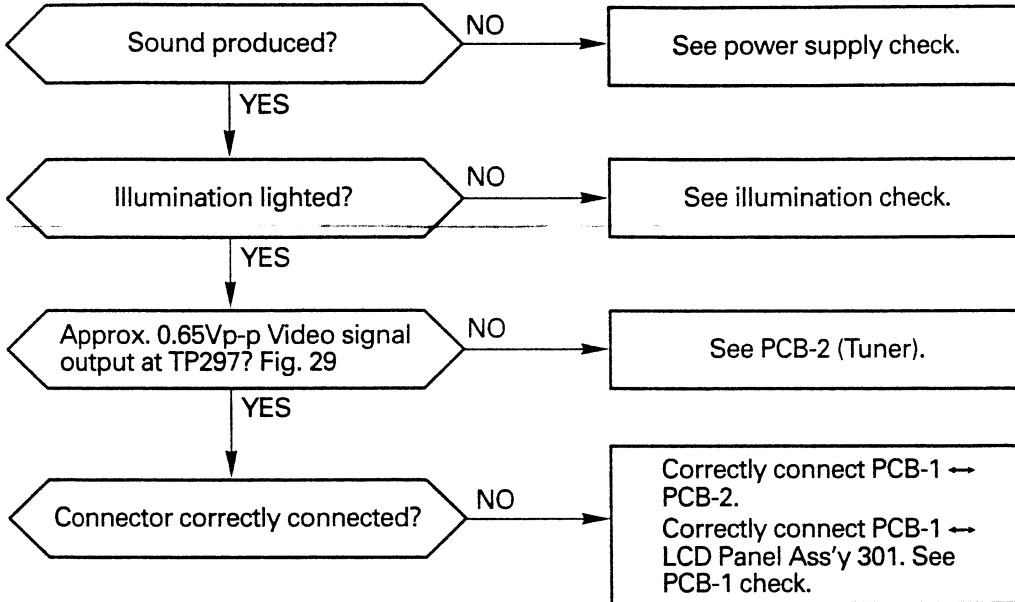 Sound produced?
NO
See power supply check.
YES
Illumination lighted?
NO
See illumination check.
YES
Approx. 0.65Vp-p Video signal
output at TP297? Fig. 29
NO
See PCB-2 (Tuner).
YES
Connector correctly connected?
NO
Correctly connect PCB-1 ↔
PCB-2.
Correctly connect PCB-1 ↔
LCD Panel Ass'y 301. See
PCB-1 check.